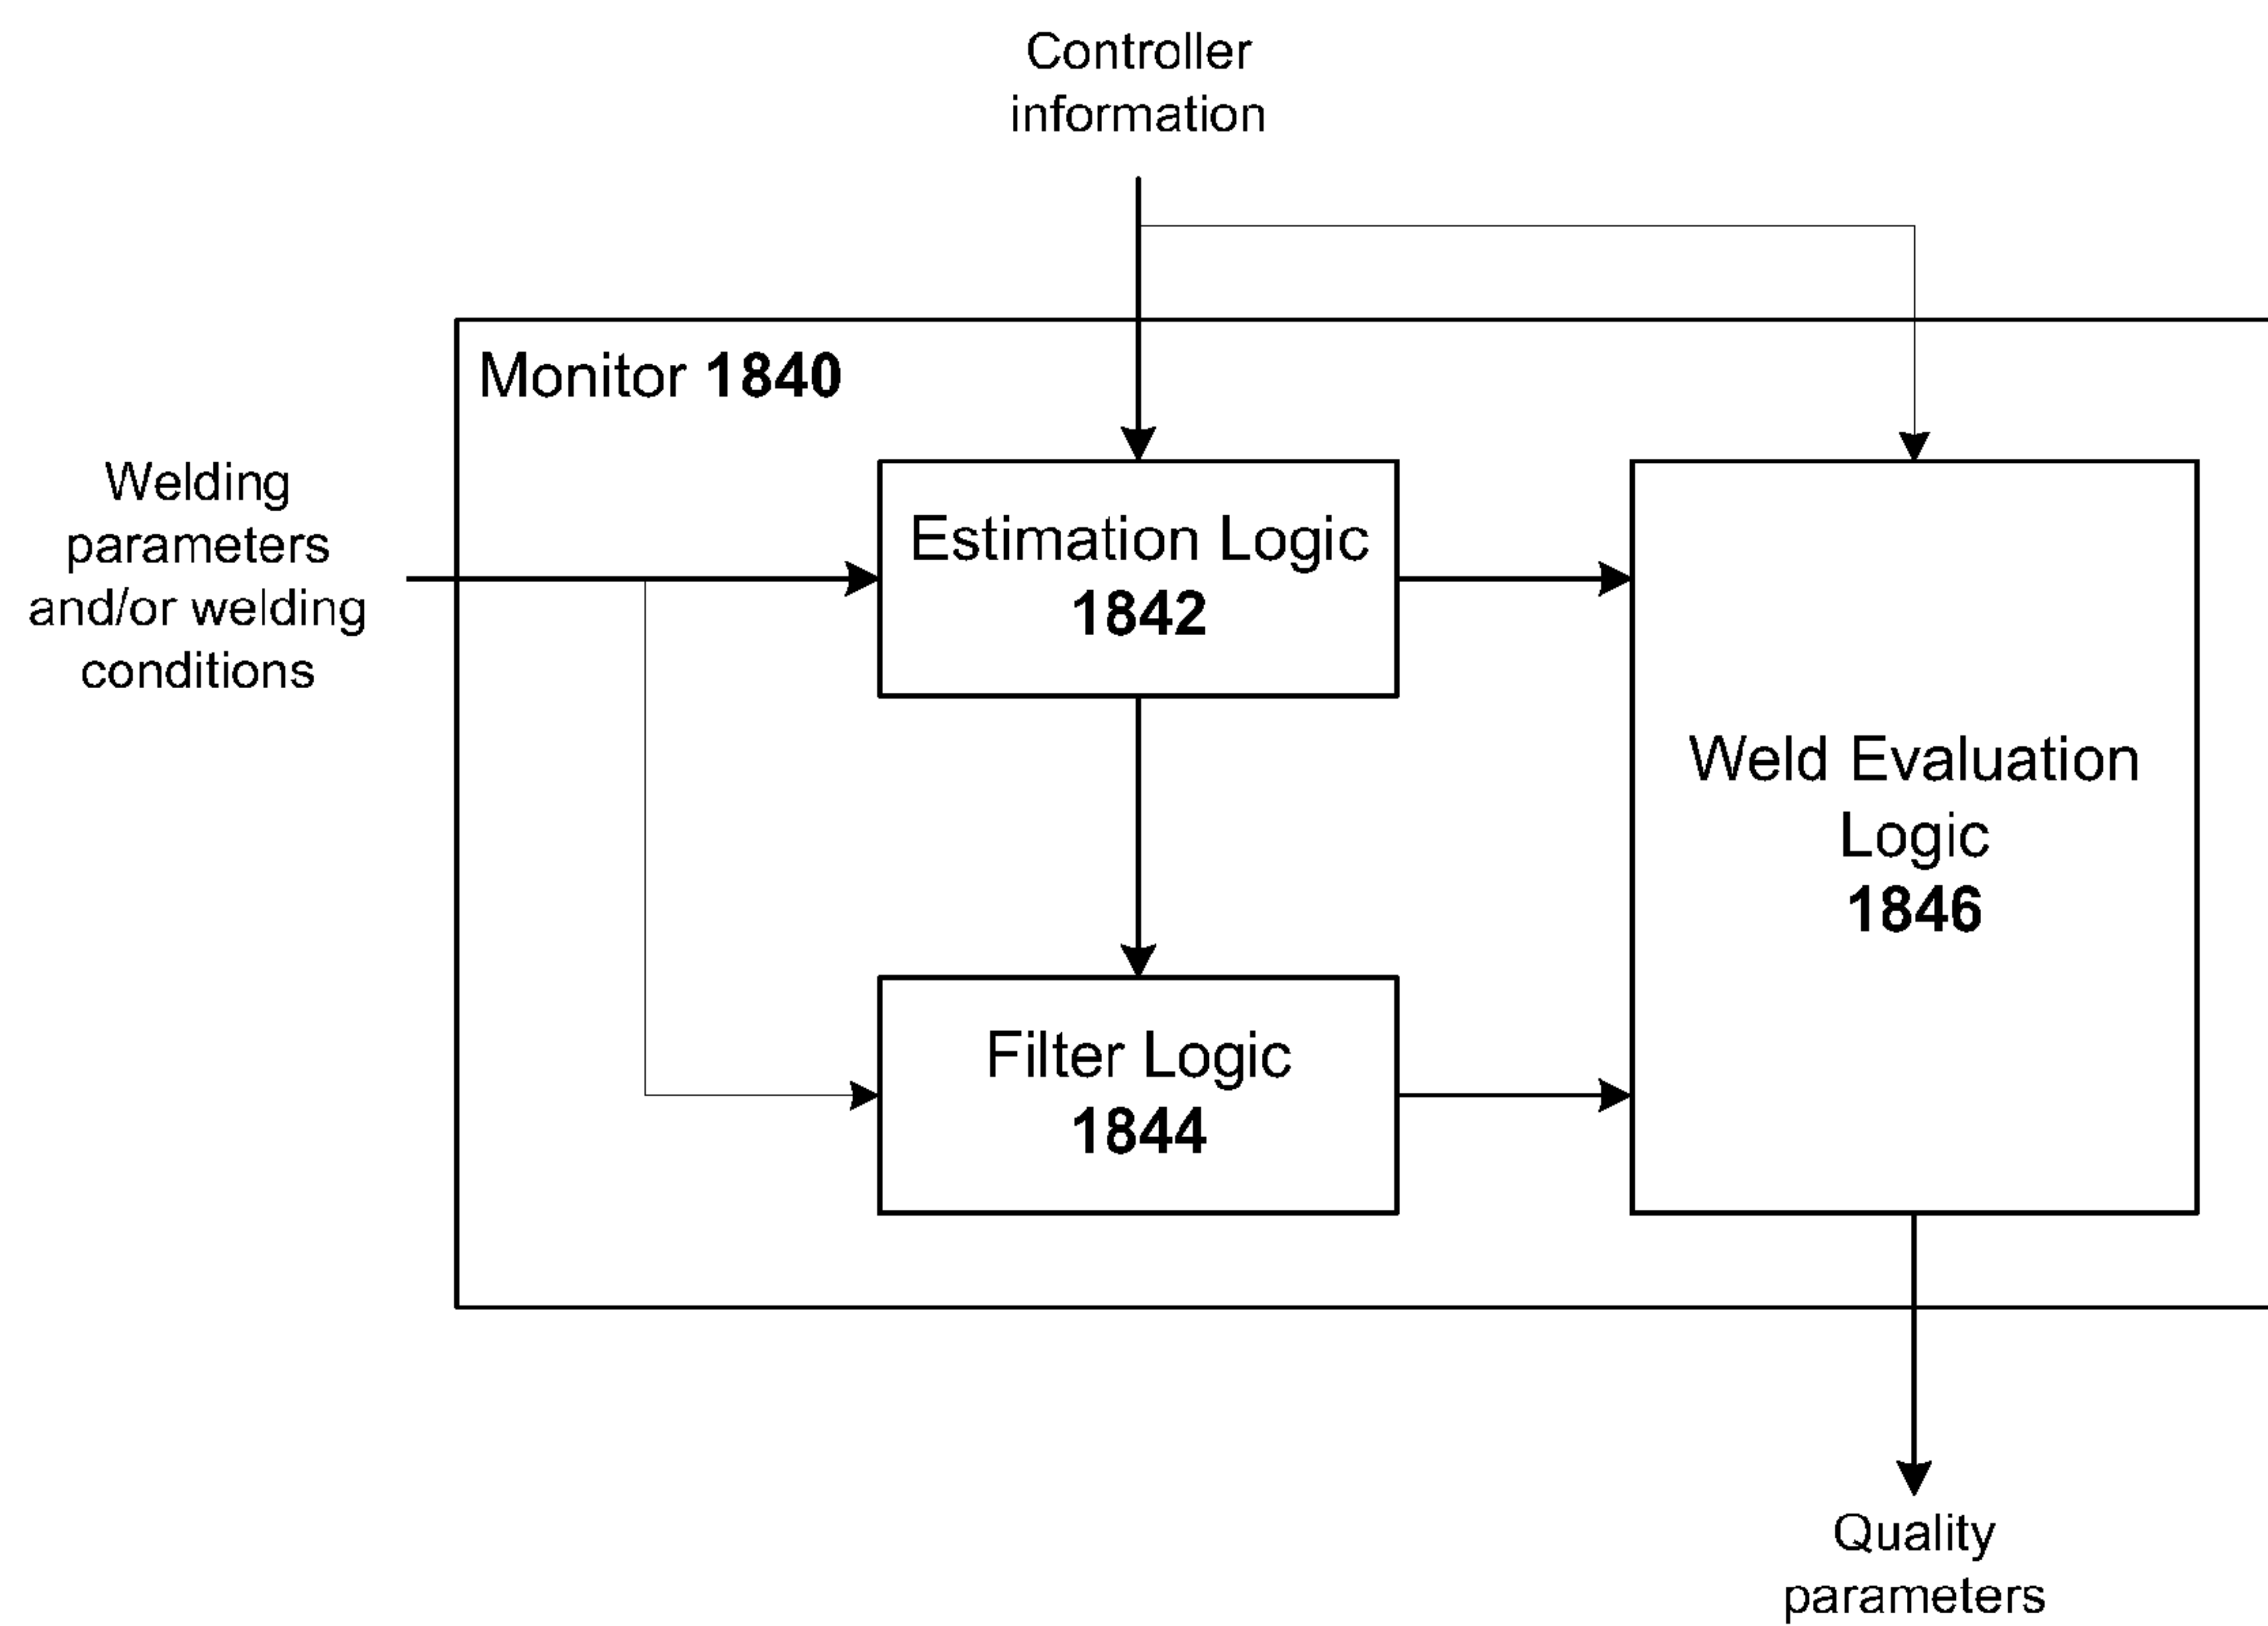 Controller
information
Monitor 1840
Welding
parameters
and/or welding
conditions
Estimation Logic
1842
Weld Evaluation
Logic
1846
Filter Logic
1844
Quality
parameters